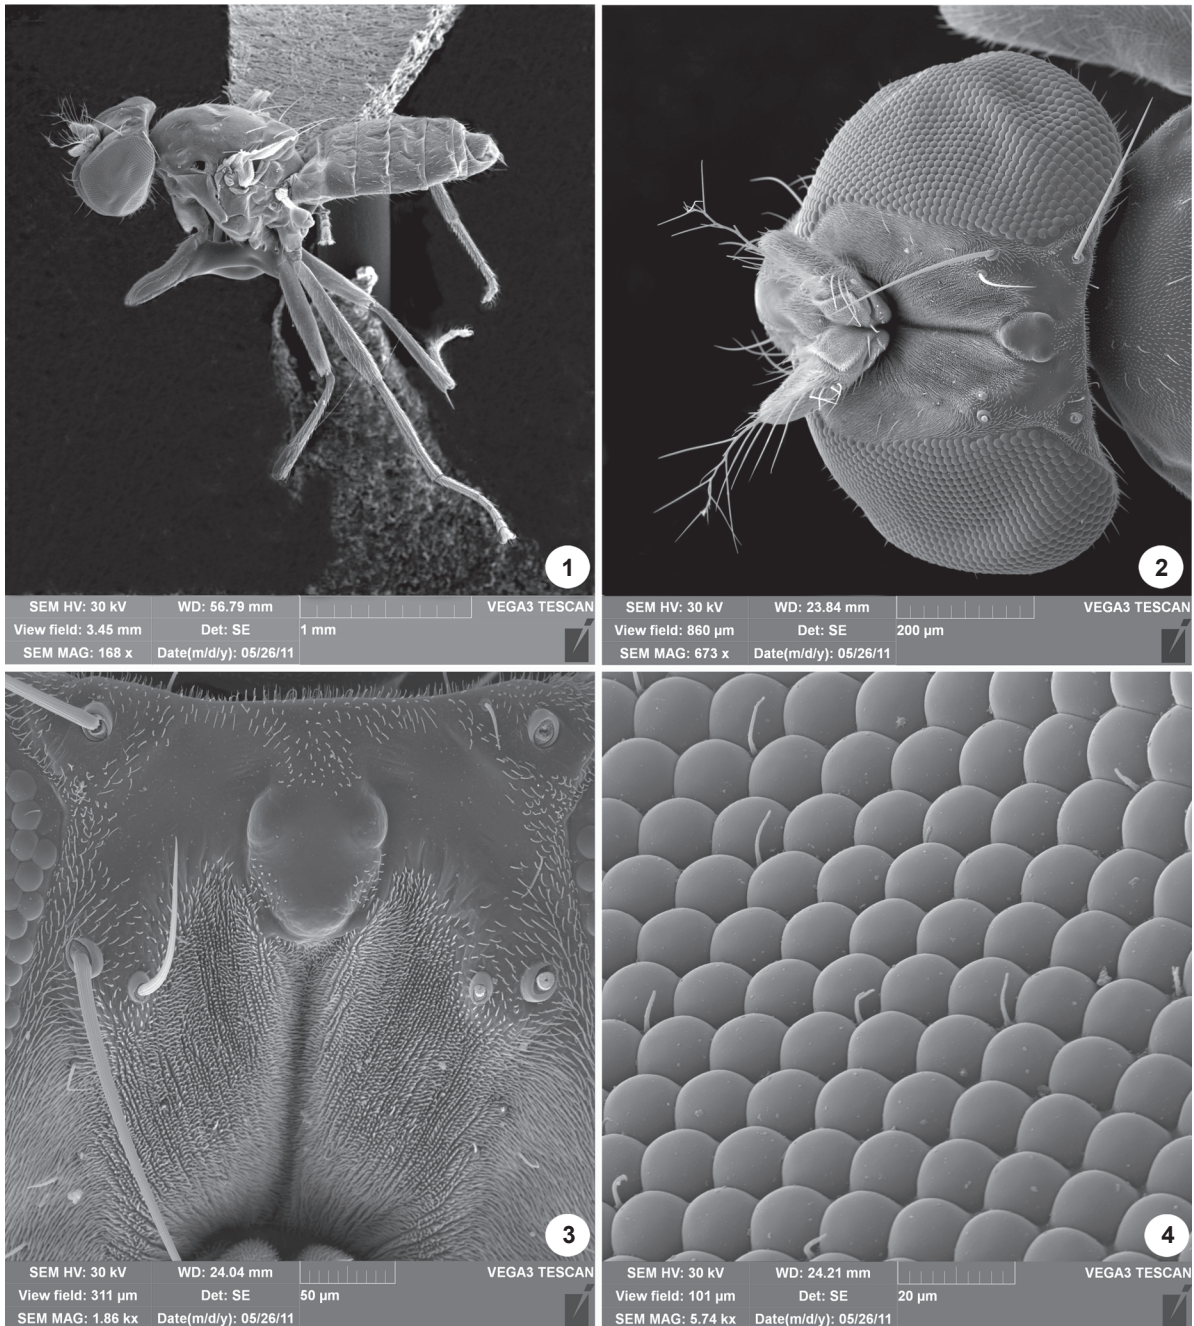 1
SEM HV: 30 kV WD: 56.79 mm VEGA3 TESCAN
View field: 3.45 mm Det: SE 1 mm
SEM MAG: 168 x Date(m/d/y): 05/26/11
2
SEM HV: 30 kV WD: 23.84 mm VEGA3 TESCAN
View field: 860 µm Det: SE 200 µm
SEM MAG: 673 x Date(m/d/y): 05/26/11
3
SEM HV: 30 kV WD: 24.04 mm VEGA3 TESCAN
View field: 311 µm Det: SE 50 µm
SEM MAG: 1.86 kx Date(m/d/y): 05/26/11
4
SEM HV: 30 kV WD: 24.21 mm VEGA3 TESCAN
View field: 101 µm Det: SE 20 µm
SEM MAG: 5.74 kx Date(m/d/y): 05/26/11